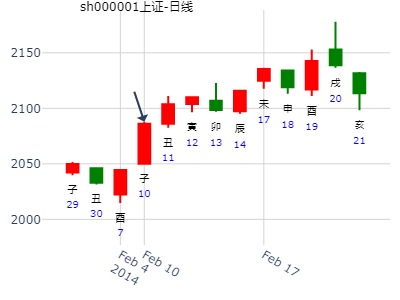 sh000001上证-日线
2150
2100
2050
2000
子
29
丑
30
酉
7
子
10
丑
11
寅
12
卯
13
辰
14
未
17
申
18
酉
19
戌
20
亥
21
Feb 4
2014
Feb 10
Feb 17